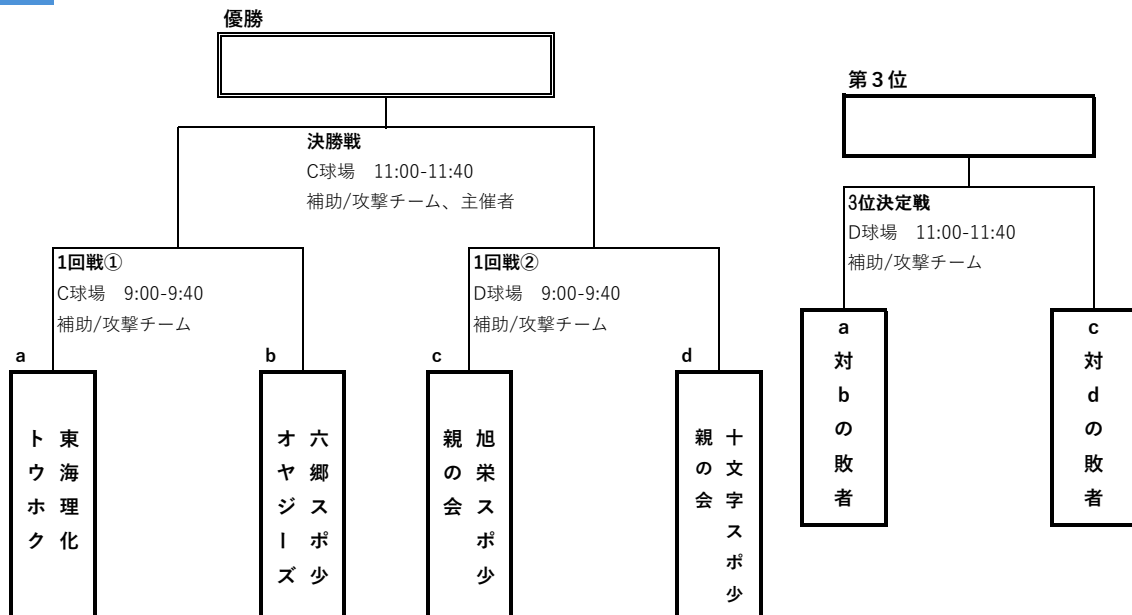 優勝
決勝戦
C球場　11:00-11:40
補助/攻撃チーム、主催者
1回戦①
C球場　9:00-9:40
補助/攻撃チーム
1回戦②
D球場　9:00-9:40
補助/攻撃チーム
a
東海理化
トウホク
b
六郷スポ少
オヤジーズ
c
旭栄スポ少
親の会
d
十文字スポ少
親の会
第３位
3位決定戦
D球場　11:00-11:40
補助/攻撃チーム
a対bの敗者
c対dの敗者